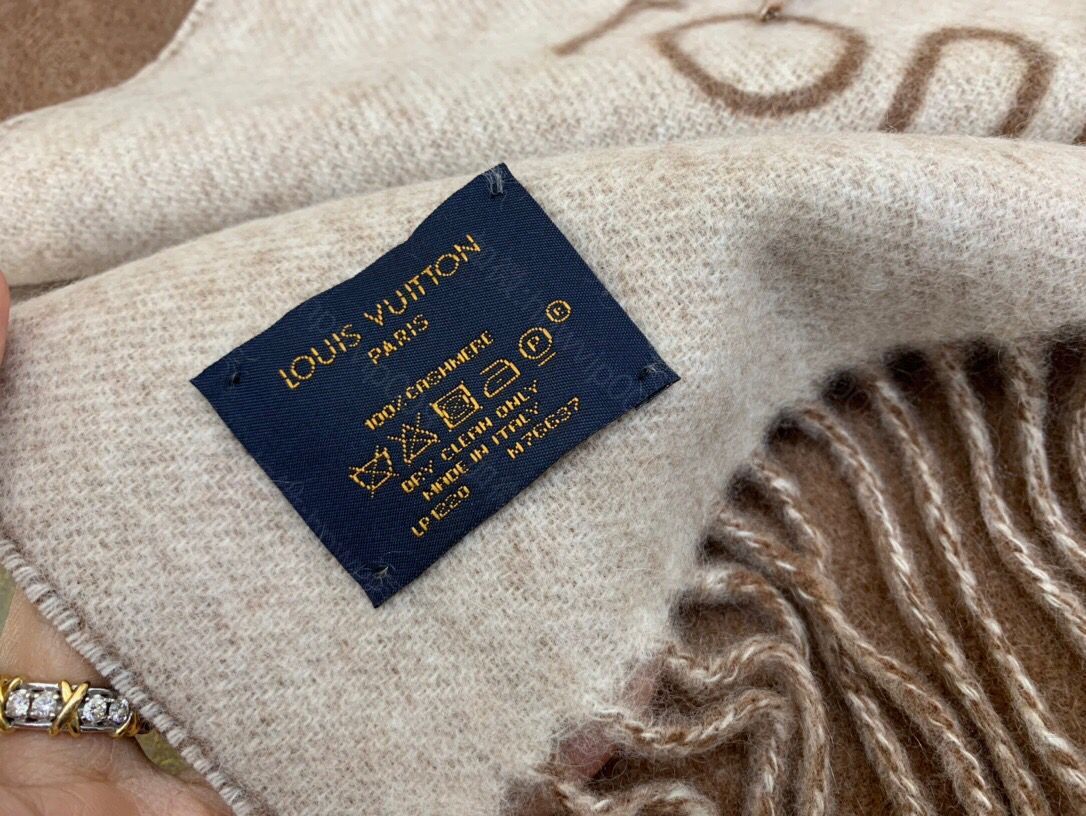 LOUIS VUITTON
PARIS
100% CASHMERE
P
DRY CLEAN ONLY
MADE IN ITALY
M76637
LP1220